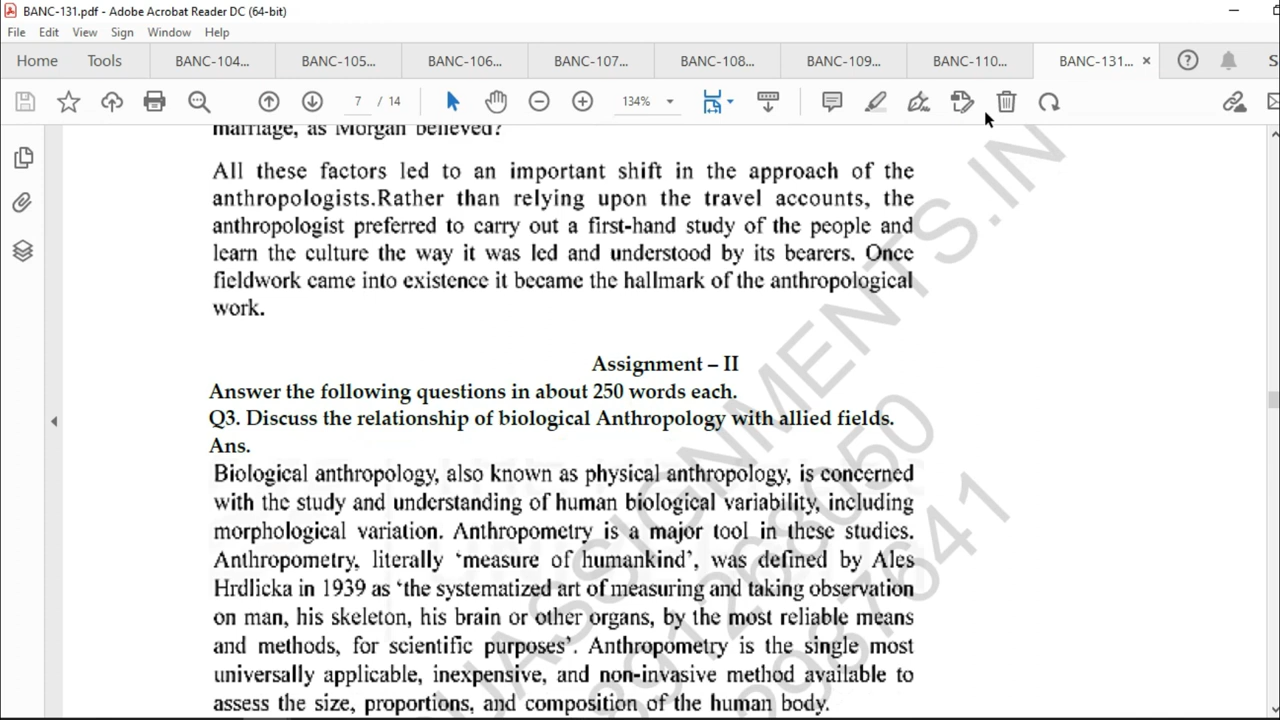 BANC-131.pdf - Adobe Acrobat Reader DC (64-bit)
File Edit View Sign Window Help
Home Tools BANC-104... BANC-105... BANC-106... BANC-107... BANC-108... BANC-109... BANC-110... BANC-131... ×
7 / 14 134%
marriage, as Morgan believed?
All these factors led to an important shift in the approach of the
anthropologists.Rather than relying upon the travel accounts, the
anthropologist preferred to carry out a first-hand study of the people and
learn the culture the way it was led and understood by its bearers. Once
fieldwork came into existence it became the hallmark of the anthropological
work.
Assignment – II
Answer the following questions in about 250 words each.
Q3. Discuss the relationship of biological Anthropology with allied fields.
Ans.
Biological anthropology, also known as physical anthropology, is concerned
with the study and understanding of human biological variability, including
morphological variation. Anthropometry is a major tool in these studies.
Anthropometry, literally ‘measure of humankind’, was defined by Ales
Hrdlicka in 1939 as ‘the systematized art of measuring and taking observation
on man, his skeleton, his brain or other organs, by the most reliable means
and methods, for scientific purposes’. Anthropometry is the single most
universally applicable, inexpensive, and non-invasive method available to
assess the size, proportions, and composition of the human body.